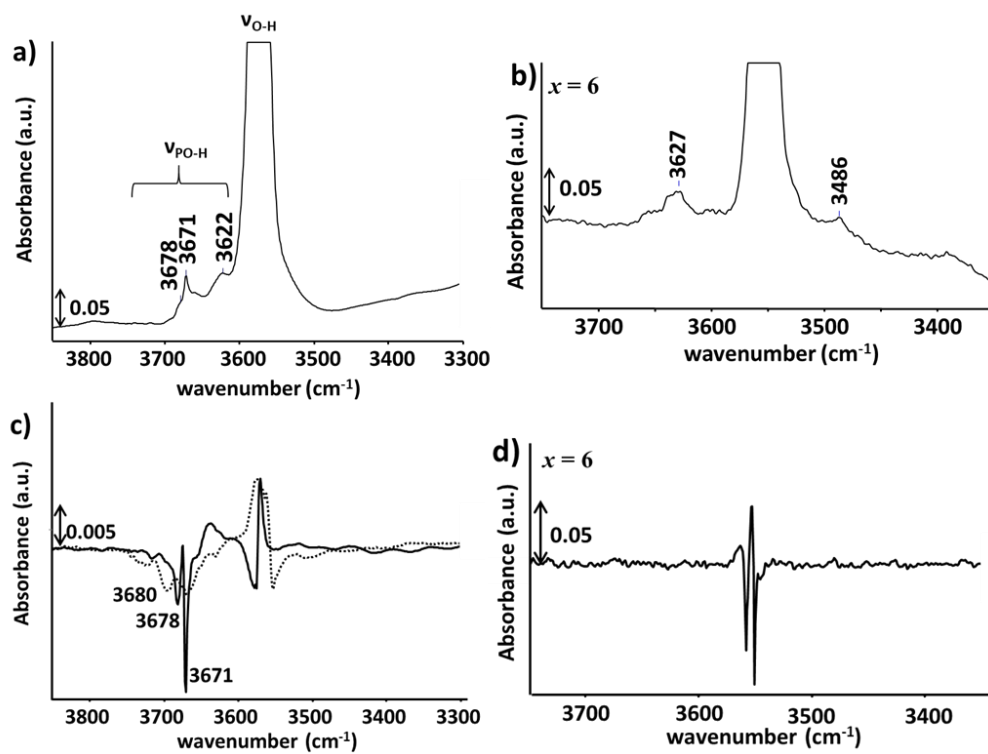 a)
ν_O-H
ν_PO-H
3678
3671
3622
0.05
Absorbance (a.u.)
3800 3700 3600 3500 3400 3300
wavenumber (cm⁻¹)
b)
x = 6
3627
3486
0.05
Absorbance (a.u.)
3700 3600 3500 3400
wavenumber (cm⁻¹)
c)
0.005
3680
3678
3671
Absorbance (a.u.)
3800 3700 3600 3500 3400 3300
wavenumber (cm⁻¹)
d)
x = 6
0.05
Absorbance (a.u.)
3700 3600 3500 3400
wavenumber (cm⁻¹)